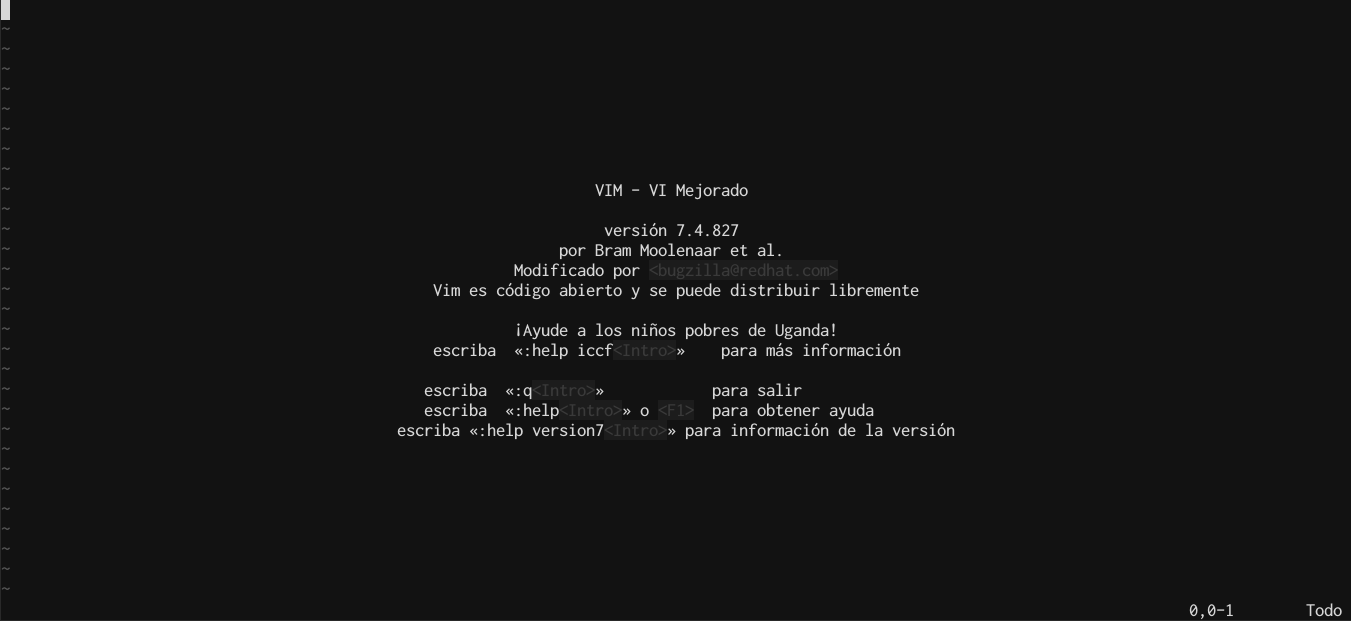 ~
~
~
~
~
~
~
~
~ VIM - VI Mejorado
~
~ versión 7.4.827
~ por Bram Moolenaar et al.
~ Modificado por <bugzilla@redhat.com>
~ Vim es código abierto y se puede distribuir libremente
~
~ ¡Ayude a los niños pobres de Uganda!
~ escriba «:help iccf<Intro>» para más información
~
~ escriba «:q<Intro>» para salir
~ escriba «:help<Intro>» o <F1> para obtener ayuda
~ escriba «:help version7<Intro>» para información de la versión
~
~
~
~
~
~
~
~
0,0-1 Todo